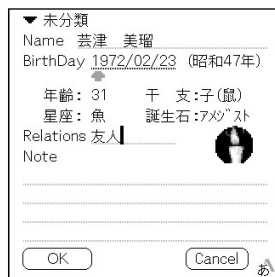 ▼ 未分類
Name 芸津 美瑠
BirthDay 1972/02/23 (昭和47年)
年齢: 31 干 支:子(鼠)
星座: 魚 誕生石:ｱﾒｼﾞｽﾄ
Relations 友人
Note
OK Cancel あ